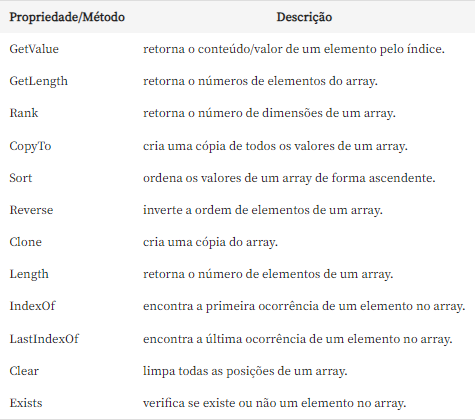 Propriedade/Método Descrição
GetValue retorna o conteúdo/valor de um elemento pelo índice.
GetLength retorna o números de elementos do array.
Rank retorna o número de dimensões de um array.
CopyTo cria uma cópia de todos os valores de um array.
Sort ordena os valores de um array de forma ascendente.
Reverse inverte a ordem de elementos de um array.
Clone cria uma cópia do array.
Length retorna o número de elementos de um array.
IndexOf encontra a primeira ocorrência de um elemento no array.
LastIndexOf encontra a última ocorrência de um elemento no array.
Clear limpa todas as posições de um array.
Exists verifica se existe ou não um elemento no array.